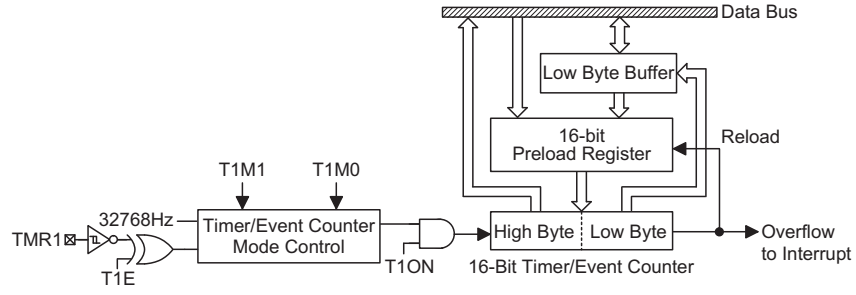 Data Bus
Low Byte Buffer
16-bit
Preload Register
Reload
T1M1
T1M0
32768Hz
Timer/Event Counter
Mode Control
TMR1
T1E
T1ON
High Byte
Low Byte
16-Bit Timer/Event Counter
Overflow
to Interrupt